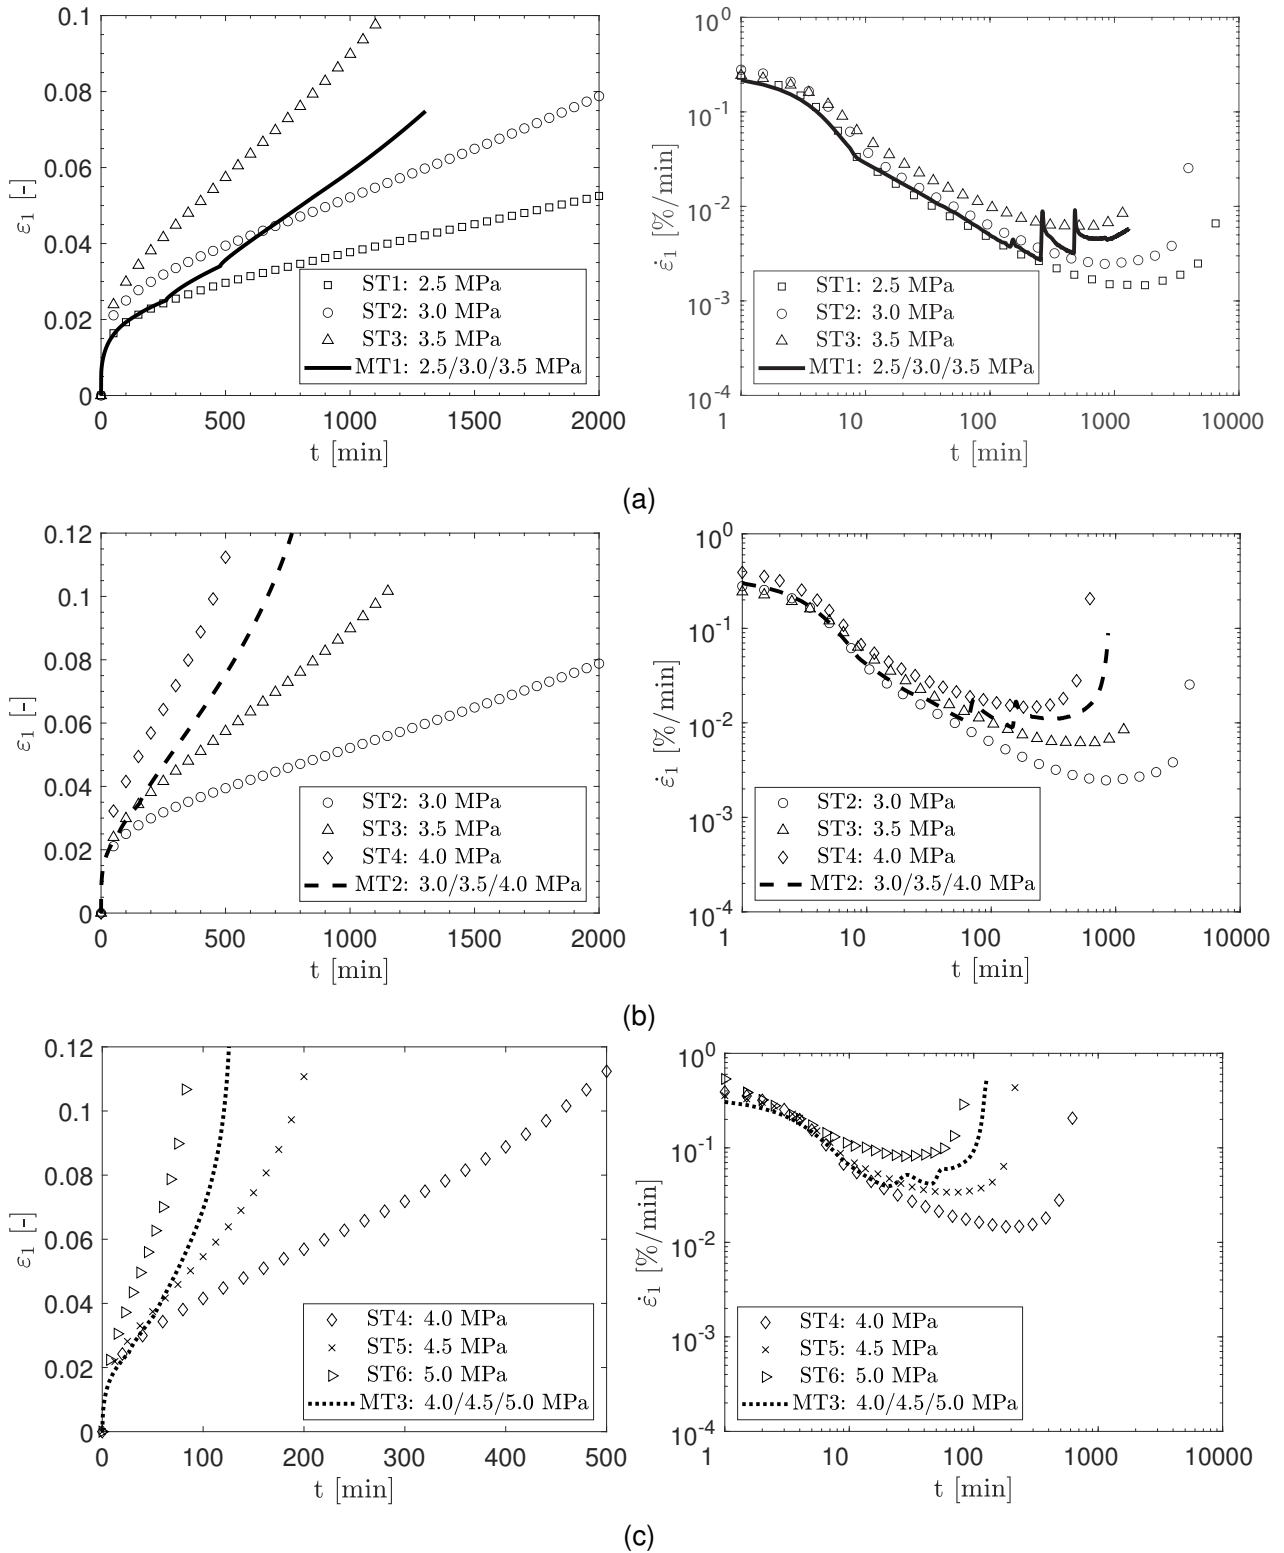 0.1
0.08
0.06
0.04
0.02
0
ε₁ [-]
0 500 1000 1500 2000
t [min]
ST1: 2.5 MPa
ST2: 3.0 MPa
ST3: 3.5 MPa
MT1: 2.5/3.0/3.5 MPa
10⁰
10⁻¹
10⁻²
10⁻³
10⁻⁴
ε̇₁ [%/min]
1 10 100 1000 10000
t [min]
ST1: 2.5 MPa
ST2: 3.0 MPa
ST3: 3.5 MPa
MT1: 2.5/3.0/3.5 MPa
(a)
0.12
0.1
0.08
0.06
0.04
0.02
0
ε₁ [-]
0 500 1000 1500 2000
t [min]
ST2: 3.0 MPa
ST3: 3.5 MPa
ST4: 4.0 MPa
MT2: 3.0/3.5/4.0 MPa
10⁰
10⁻¹
10⁻²
10⁻³
10⁻⁴
ε̇₁ [%/min]
1 10 100 1000 10000
t [min]
ST2: 3.0 MPa
ST3: 3.5 MPa
ST4: 4.0 MPa
MT2: 3.0/3.5/4.0 MPa
(b)
0.12
0.1
0.08
0.06
0.04
0.02
0
ε₁ [-]
0 100 200 300 400 500
t [min]
ST4: 4.0 MPa
ST5: 4.5 MPa
ST6: 5.0 MPa
MT3: 4.0/4.5/5.0 MPa
10⁰
10⁻¹
10⁻²
10⁻³
10⁻⁴
ε̇₁ [%/min]
1 10 100 1000 10000
t [min]
ST4: 4.0 MPa
ST5: 4.5 MPa
ST6: 5.0 MPa
MT3: 4.0/4.5/5.0 MPa
(c)